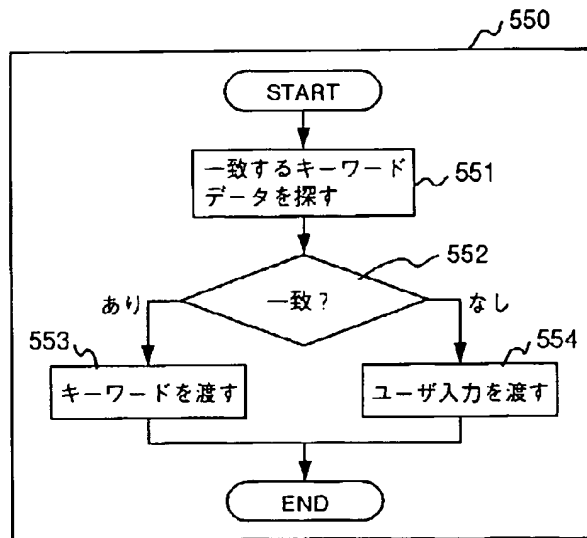 550
START
一致するキーワード
データを探す
551
552
一致?
あり
なし
553
554
キーワードを渡す
ユーザ入力を渡す
END